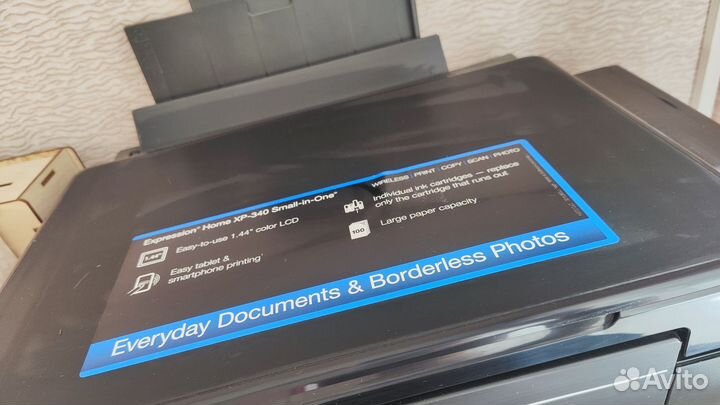 Expression® Home XP-340 Small-in-One®
WIRELESS | PRINT | COPY | SCAN | PHOTO
1.44"
Easy-to-use 1.44" color LCD
Easy tablet &
smartphone printing
Individual ink cartridges — replace
only the cartridge that runs out
100
Large paper capacity
Everyday Documents & Borderless Photos
Avito